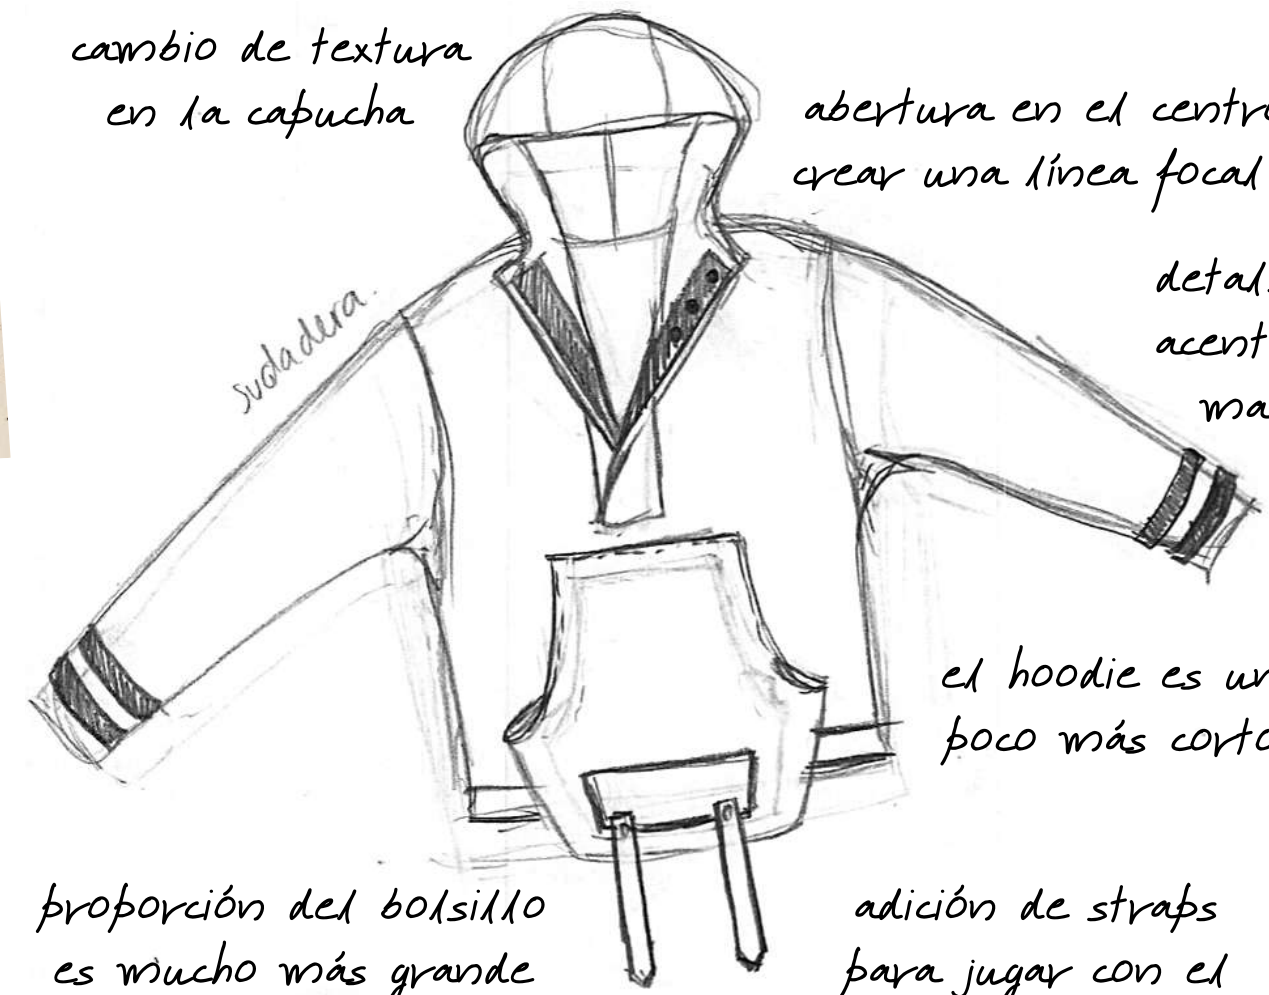 cambio de textura
en la capucha
abertura en el centro
crear una línea focal
detal
acent
ma
sudadera.
el hoodie es un
poco más corto
proporción del bolsillo
es mucho más grande
adición de straps
para jugar con el